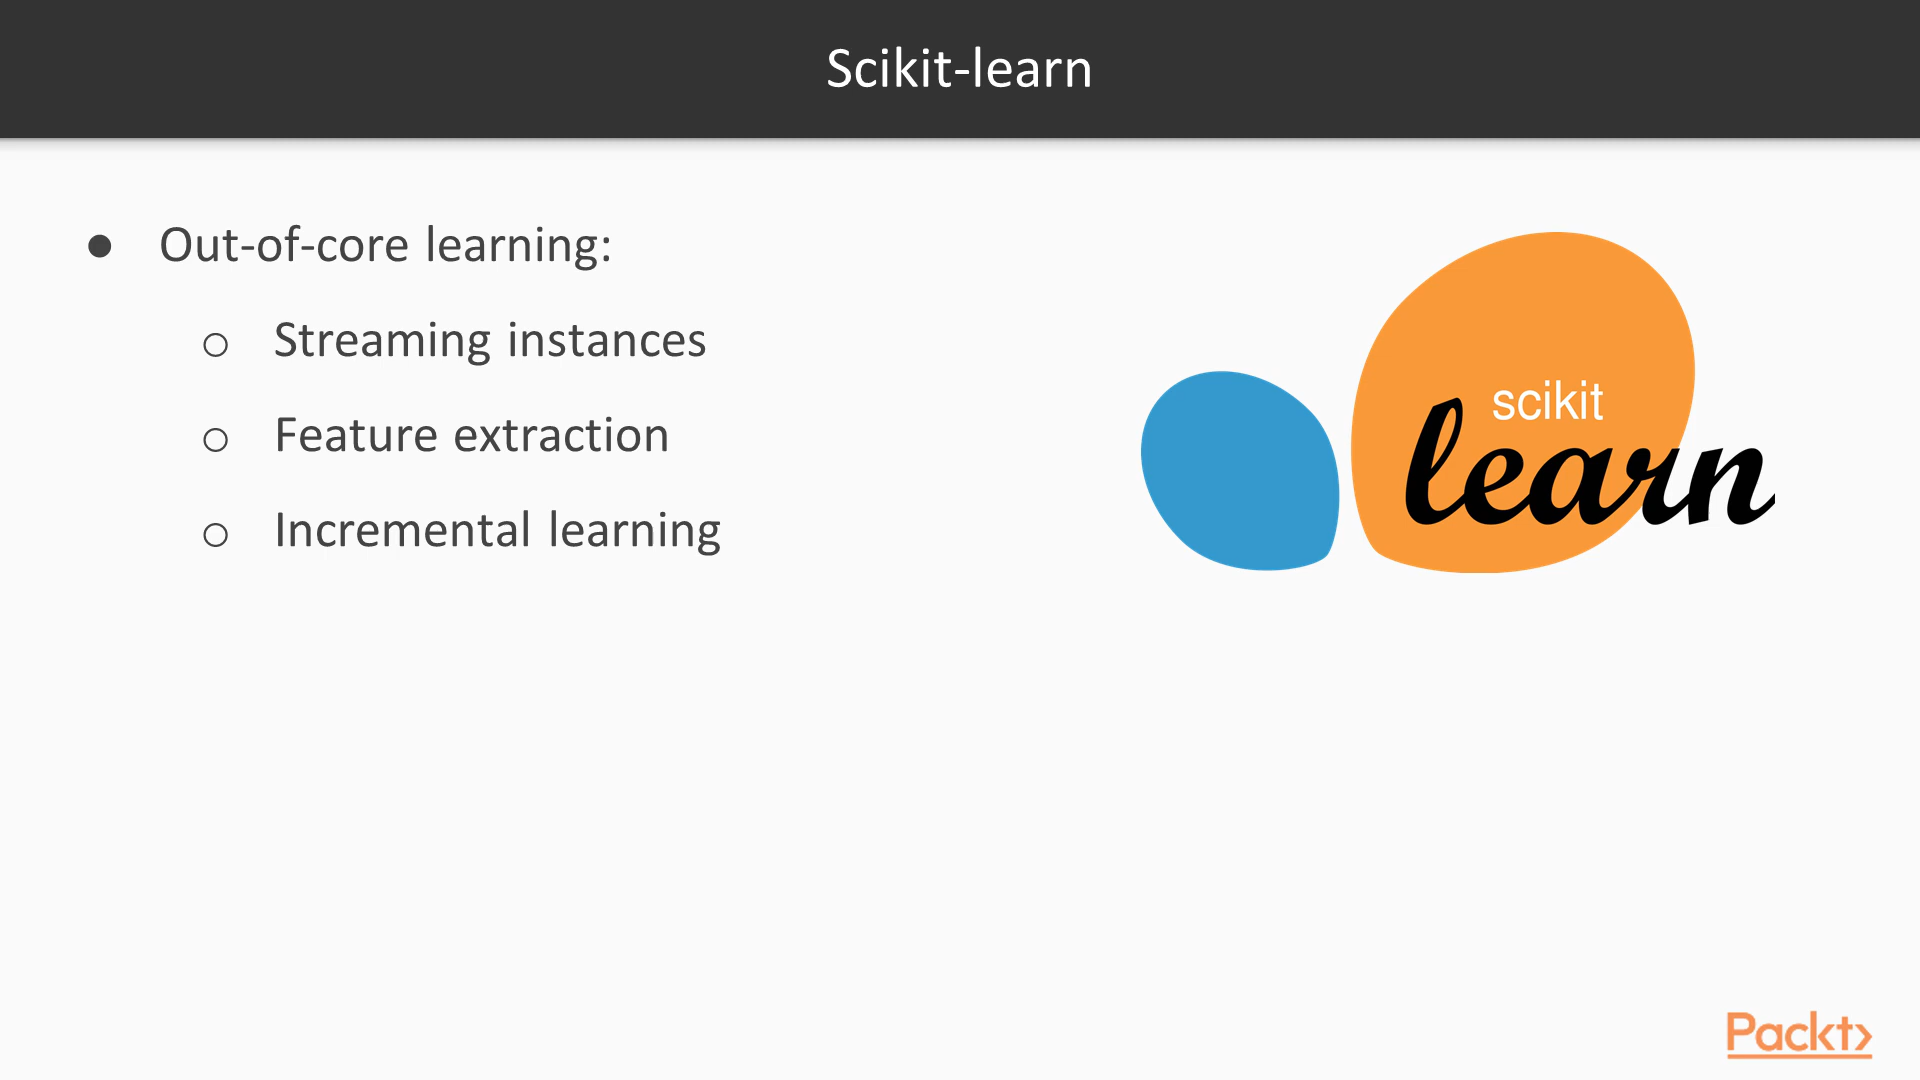 Scikit-learn
● Out-of-core learning:
○ Streaming instances
○ Feature extraction
○ Incremental learning
scikit
learn
Packt>